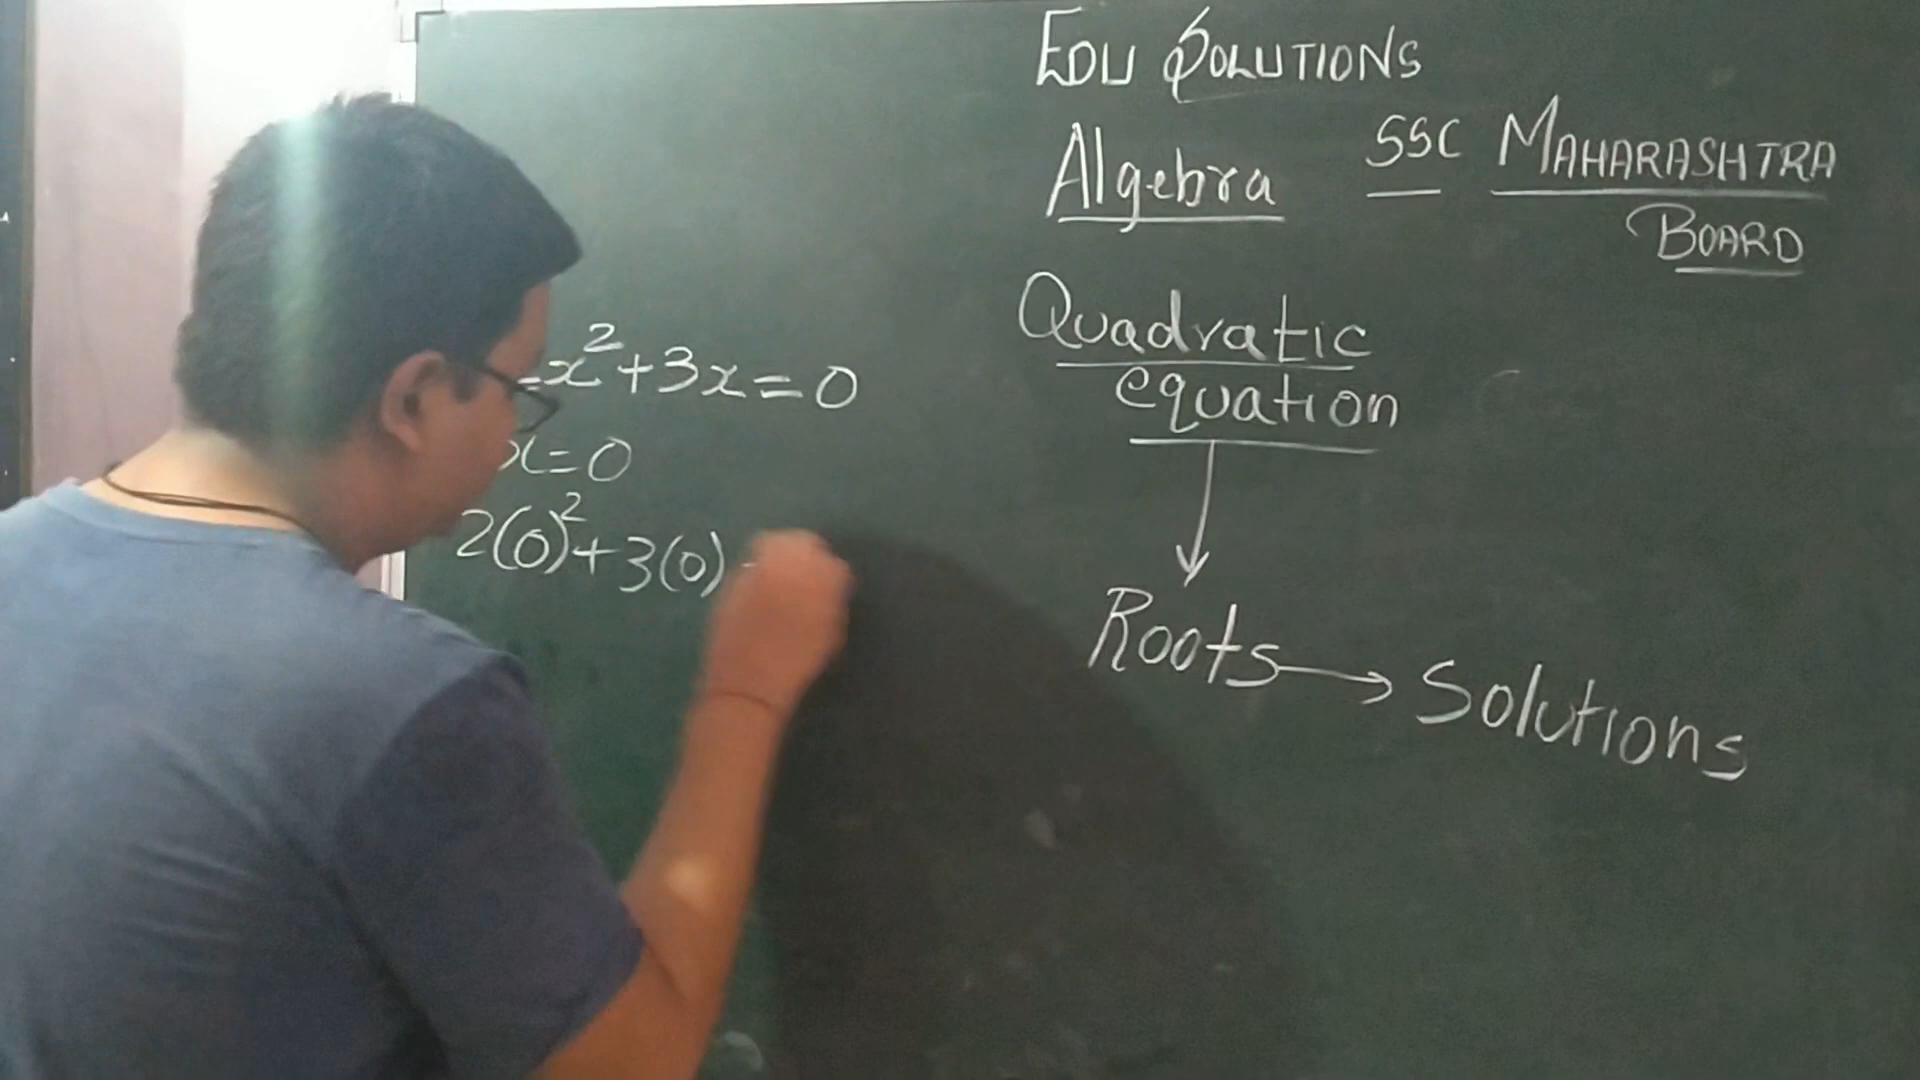 EDU SOLUTIONS
Algebra SSC MAHARASHTRA
BOARD
Quadratic
equation
Roots → Solutions
x²+3x=0
x=0
2(0)²+3(0)